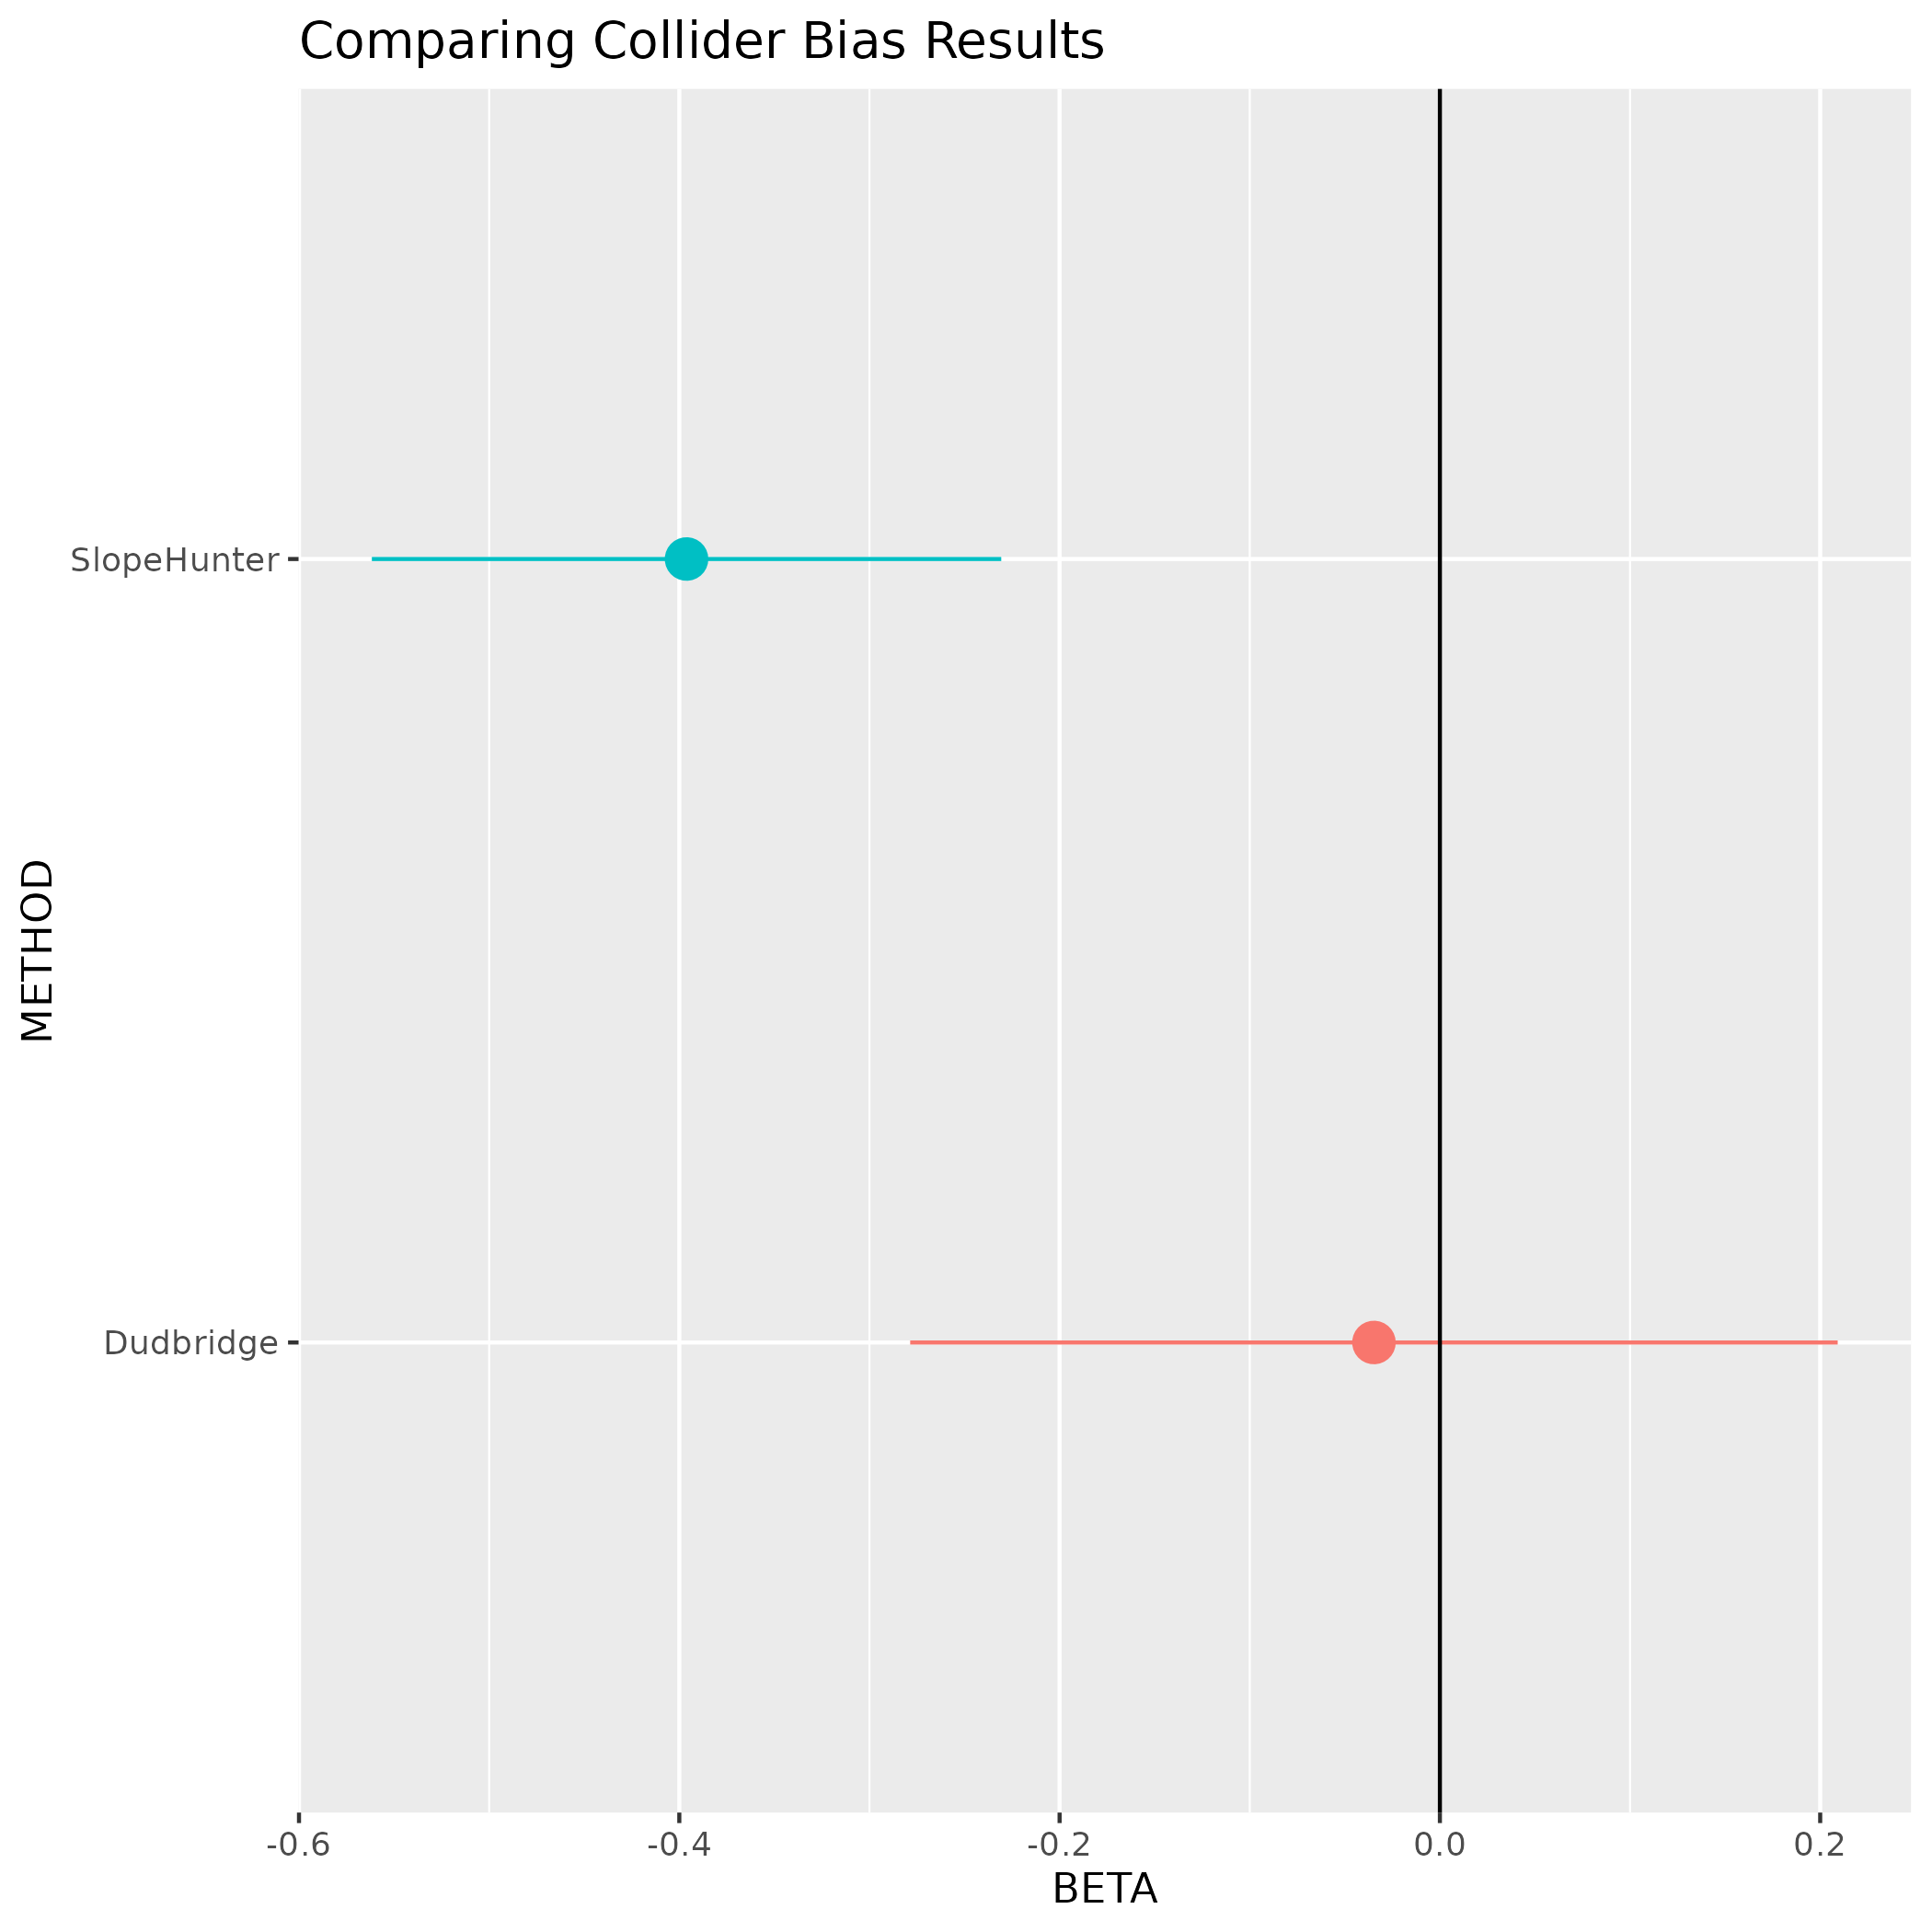 Comparing Collider Bias Results
METHOD
SlopeHunter
Dudbridge
-0.6 -0.4 -0.2 0.0 0.2
BETA